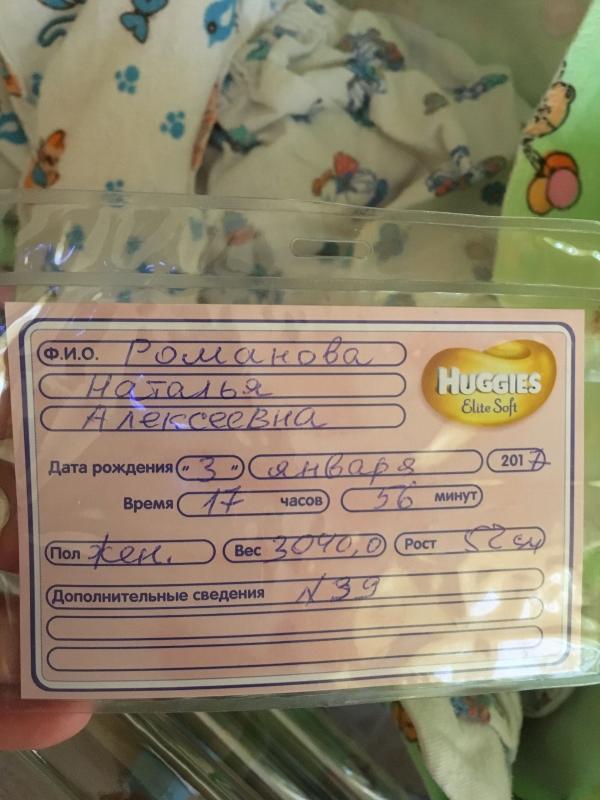 Ф.И.О. Романова
Наталья
Алексеевна
HUGGIES
Elite Soft
Дата рождения "3" января 2017
Время 17 часов 56 минут
Пол жен. Вес 3040,0 Рост 52 см
Дополнительные сведения N 39